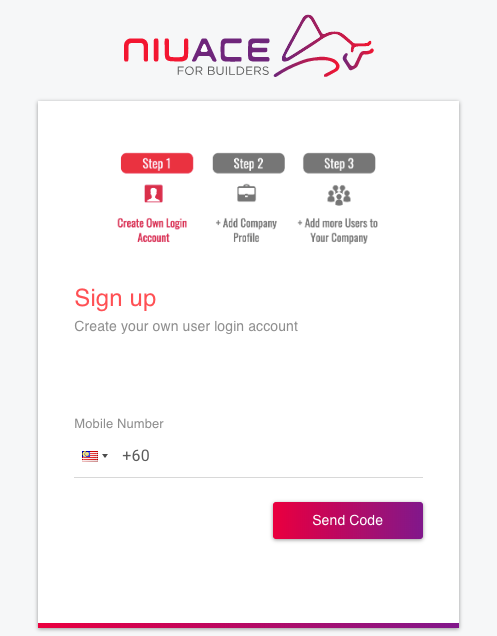 NIUACE
FOR BUILDERS
Step 1
Step 2
Step 3
Create Own Login
Account
+ Add Company
Profile
+ Add more Users to
Your Company
Sign up
Create your own user login account
Mobile Number
+60
Send Code